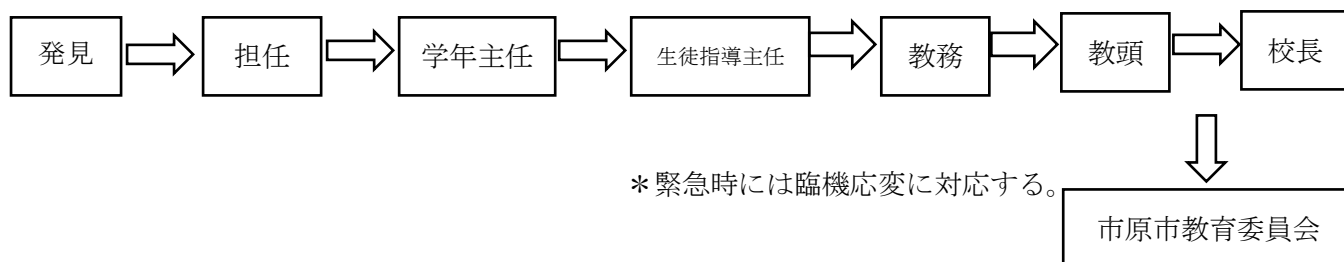 発見
担任
学年主任
生徒指導主任
教務
教頭
校長
＊緊急時には臨機応変に対応する。
市原市教育委員会